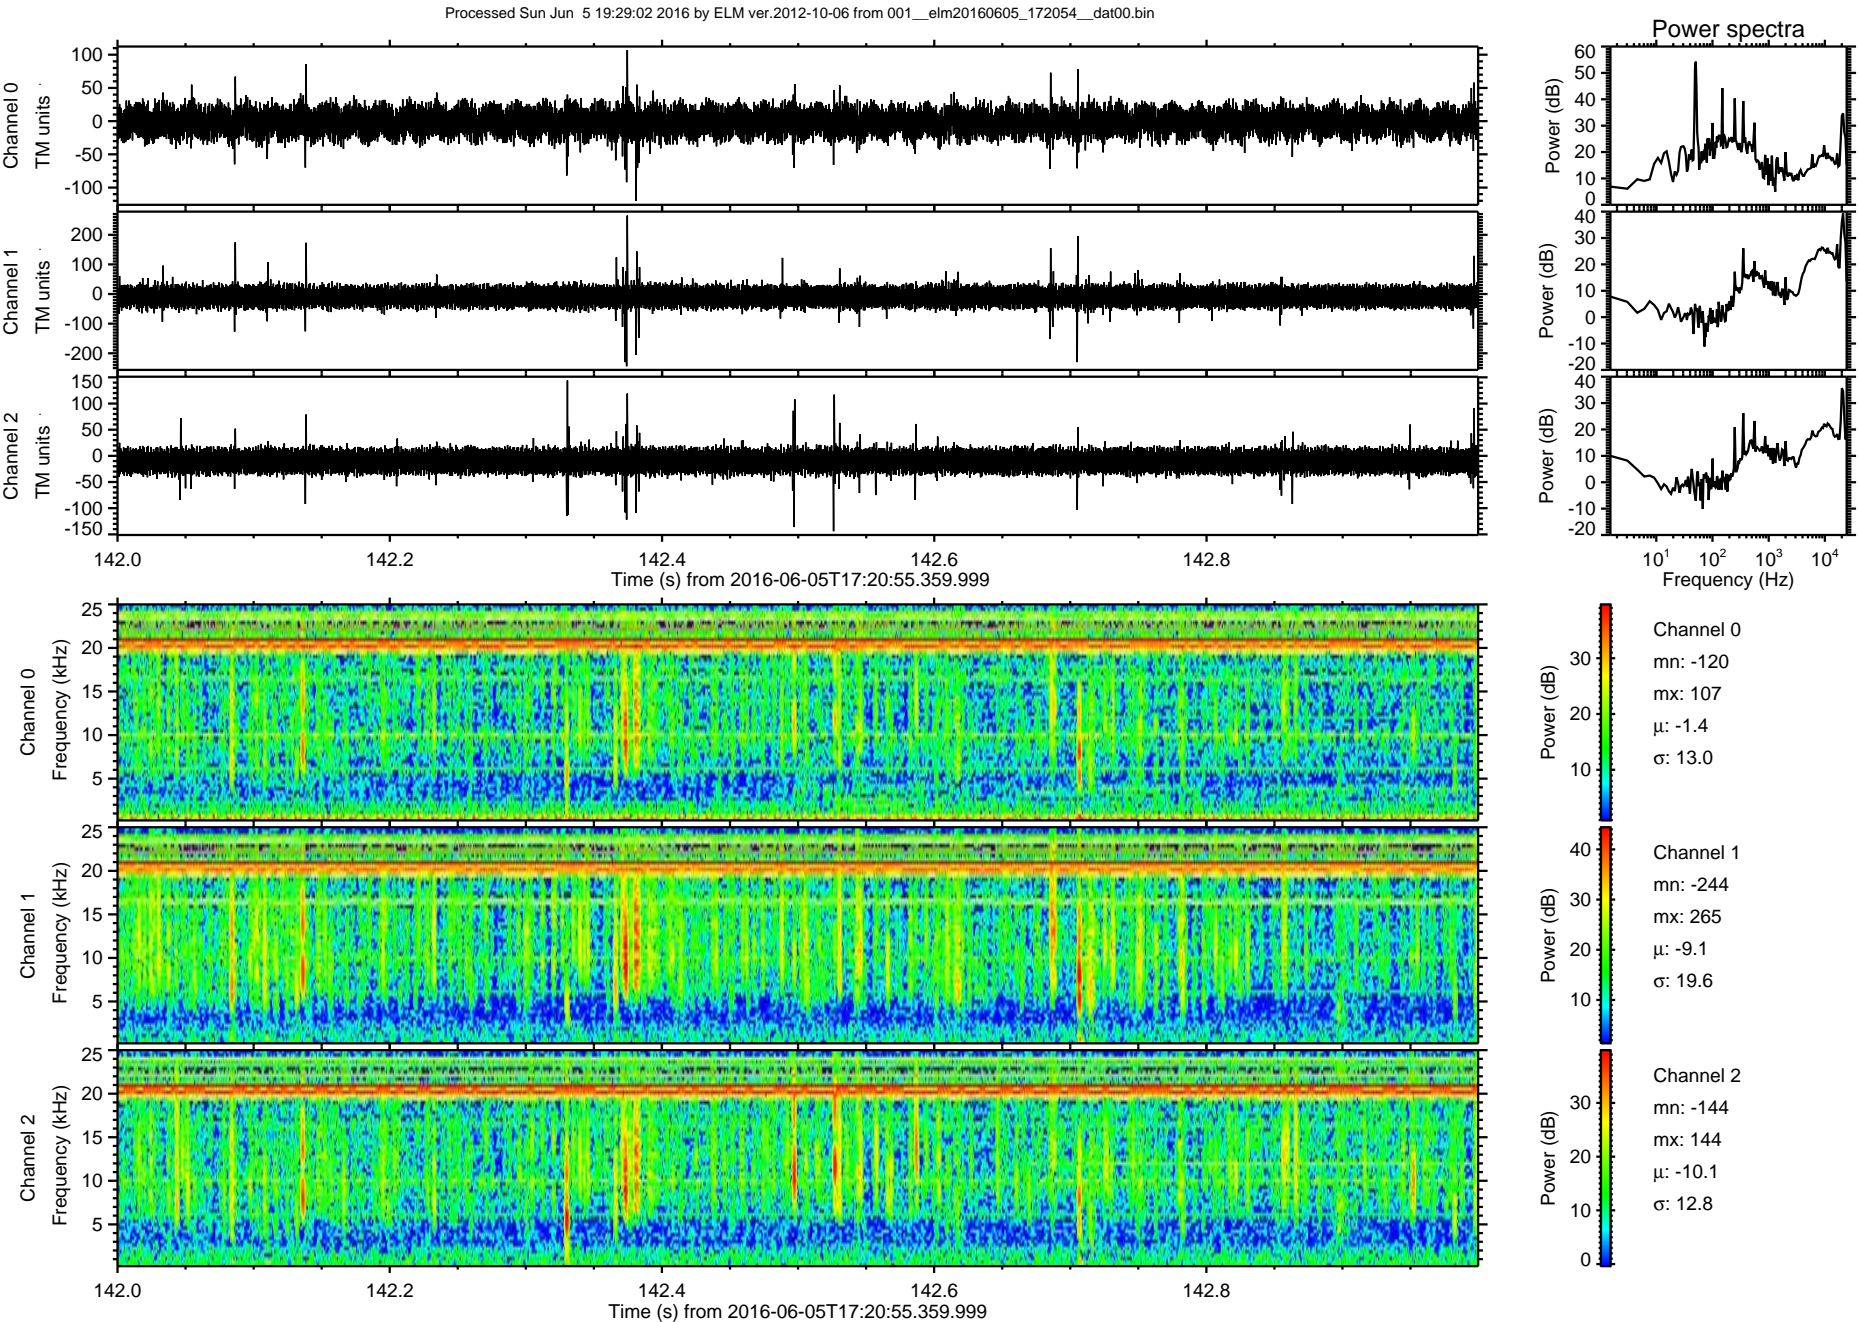 Processed Sun Jun  5 19:29:02 2016 by ELM ver.2012-10-06 from 001__elm20160605_172054__dat00.bin
Power spectra
Channel 0
TM units
100
50
0
-50
-100
Power (dB)
60
50
40
30
20
10
0
Channel 1
TM units
200
100
0
-100
-200
Power (dB)
40
30
20
10
0
-10
-20
Channel 2
TM units
150
100
50
0
-50
-100
-150
Power (dB)
40
30
20
10
0
-10
-20
142.0 142.2 142.4 142.6 142.8
Time (s) from 2016-06-05T17:20:55.359.999
10¹ 10² 10³ 10⁴
Frequency (Hz)
Channel 0
Frequency (kHz)
25
20
15
10
5
Power (dB)
30
20
10
Channel 0
mn: -120
mx: 107
μ: -1.4
σ: 13.0
Channel 1
Frequency (kHz)
25
20
15
10
5
Power (dB)
40
30
20
10
Channel 1
mn: -244
mx: 265
μ: -9.1
σ: 19.6
Channel 2
Frequency (kHz)
25
20
15
10
5
Power (dB)
30
20
10
0
Channel 2
mn: -144
mx: 144
μ: -10.1
σ: 12.8
142.0 142.2 142.4 142.6 142.8
Time (s) from 2016-06-05T17:20:55.359.999